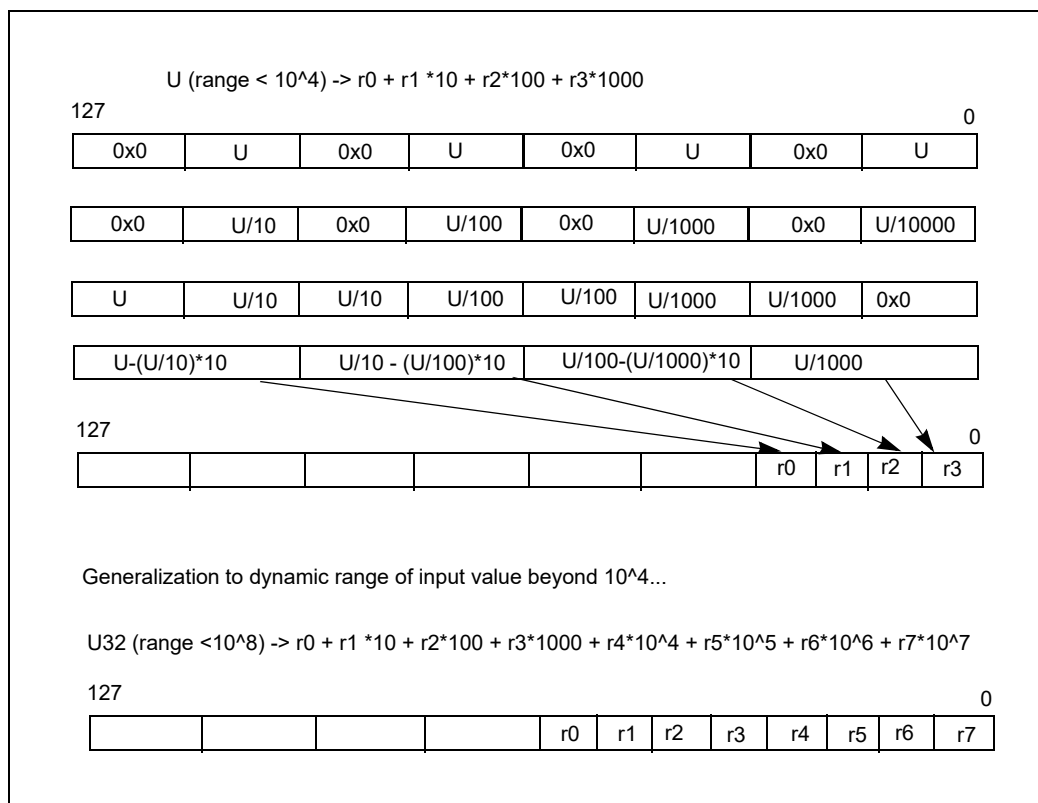 U (range < 10^4) -> r0 + r1 *10 + r2*100 + r3*1000
127 0
0x0 U 0x0 U 0x0 U 0x0 U
0x0 U/10 0x0 U/100 0x0 U/1000 0x0 U/10000
U U/10 U/10 U/100 U/100 U/1000 U/1000 0x0
U-(U/10)*10 U/10 - (U/100)*10 U/100-(U/1000)*10 U/1000
127 0
r0 r1 r2 r3
Generalization to dynamic range of input value beyond 10^4...
U32 (range <10^8) -> r0 + r1 *10 + r2*100 + r3*1000 + r4*10^4 + r5*10^5 + r6*10^6 + r7*10^7
127 0
r0 r1 r2 r3 r4 r5 r6 r7